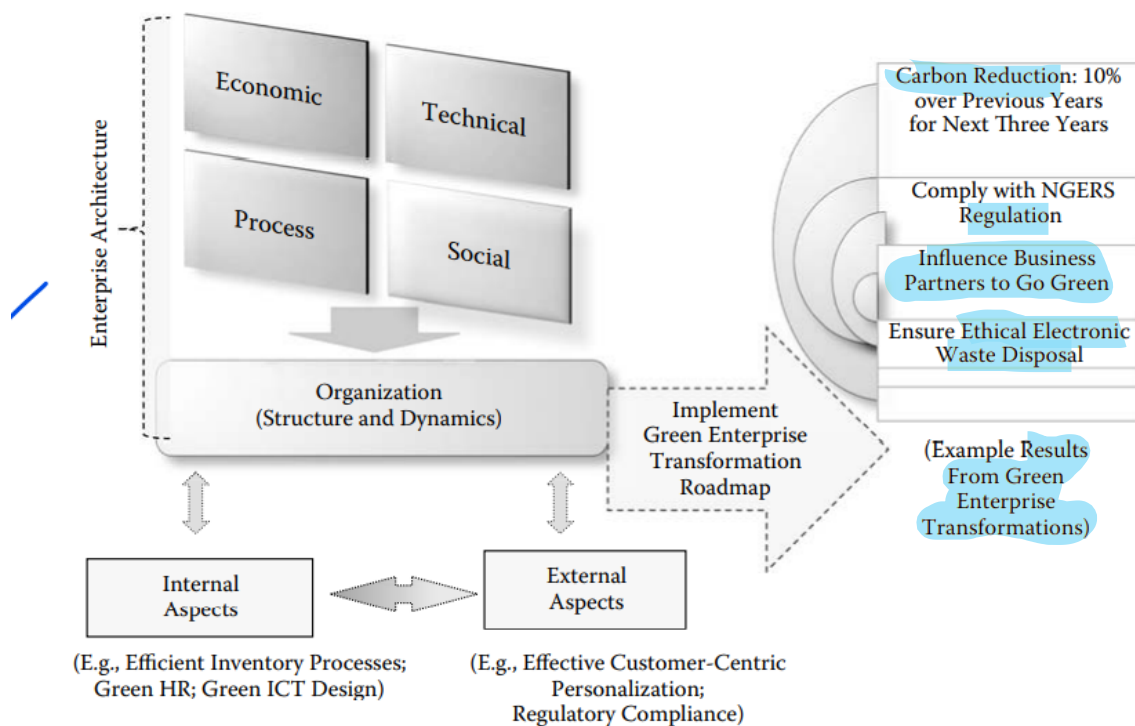 Enterprise Architecture
Economic
Technical
Process
Social
Organization
(Structure and Dynamics)
Internal
Aspects
(E.g., Efficient Inventory Processes;
Green HR; Green ICT Design)
External
Aspects
(E.g., Effective Customer-Centric
Personalization;
Regulatory Compliance)
Implement
Green Enterprise
Transformation
Roadmap
Carbon Reduction: 10%
over Previous Years
for Next Three Years
Comply with NGERS
Regulation
Influence Business
Partners to Go Green
Ensure Ethical Electronic
Waste Disposal
(Example Results
From Green
Enterprise
Transformations)